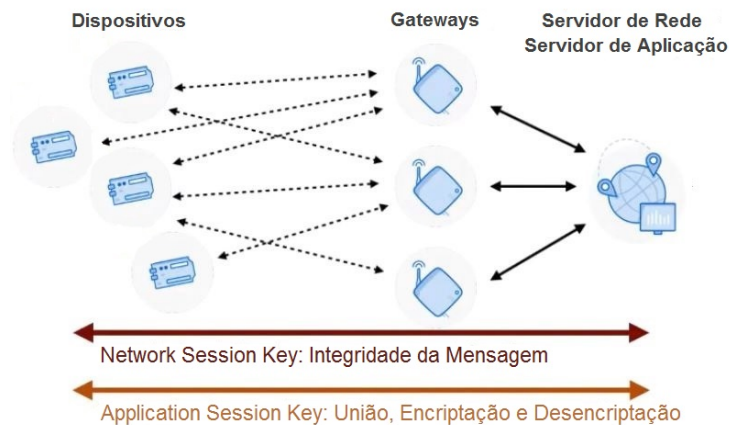 Dispositivos
Gateways
Servidor de Rede
Servidor de Aplicação
Network Session Key: Integridade da Mensagem
Application Session Key: União, Encriptação e Desencriptação